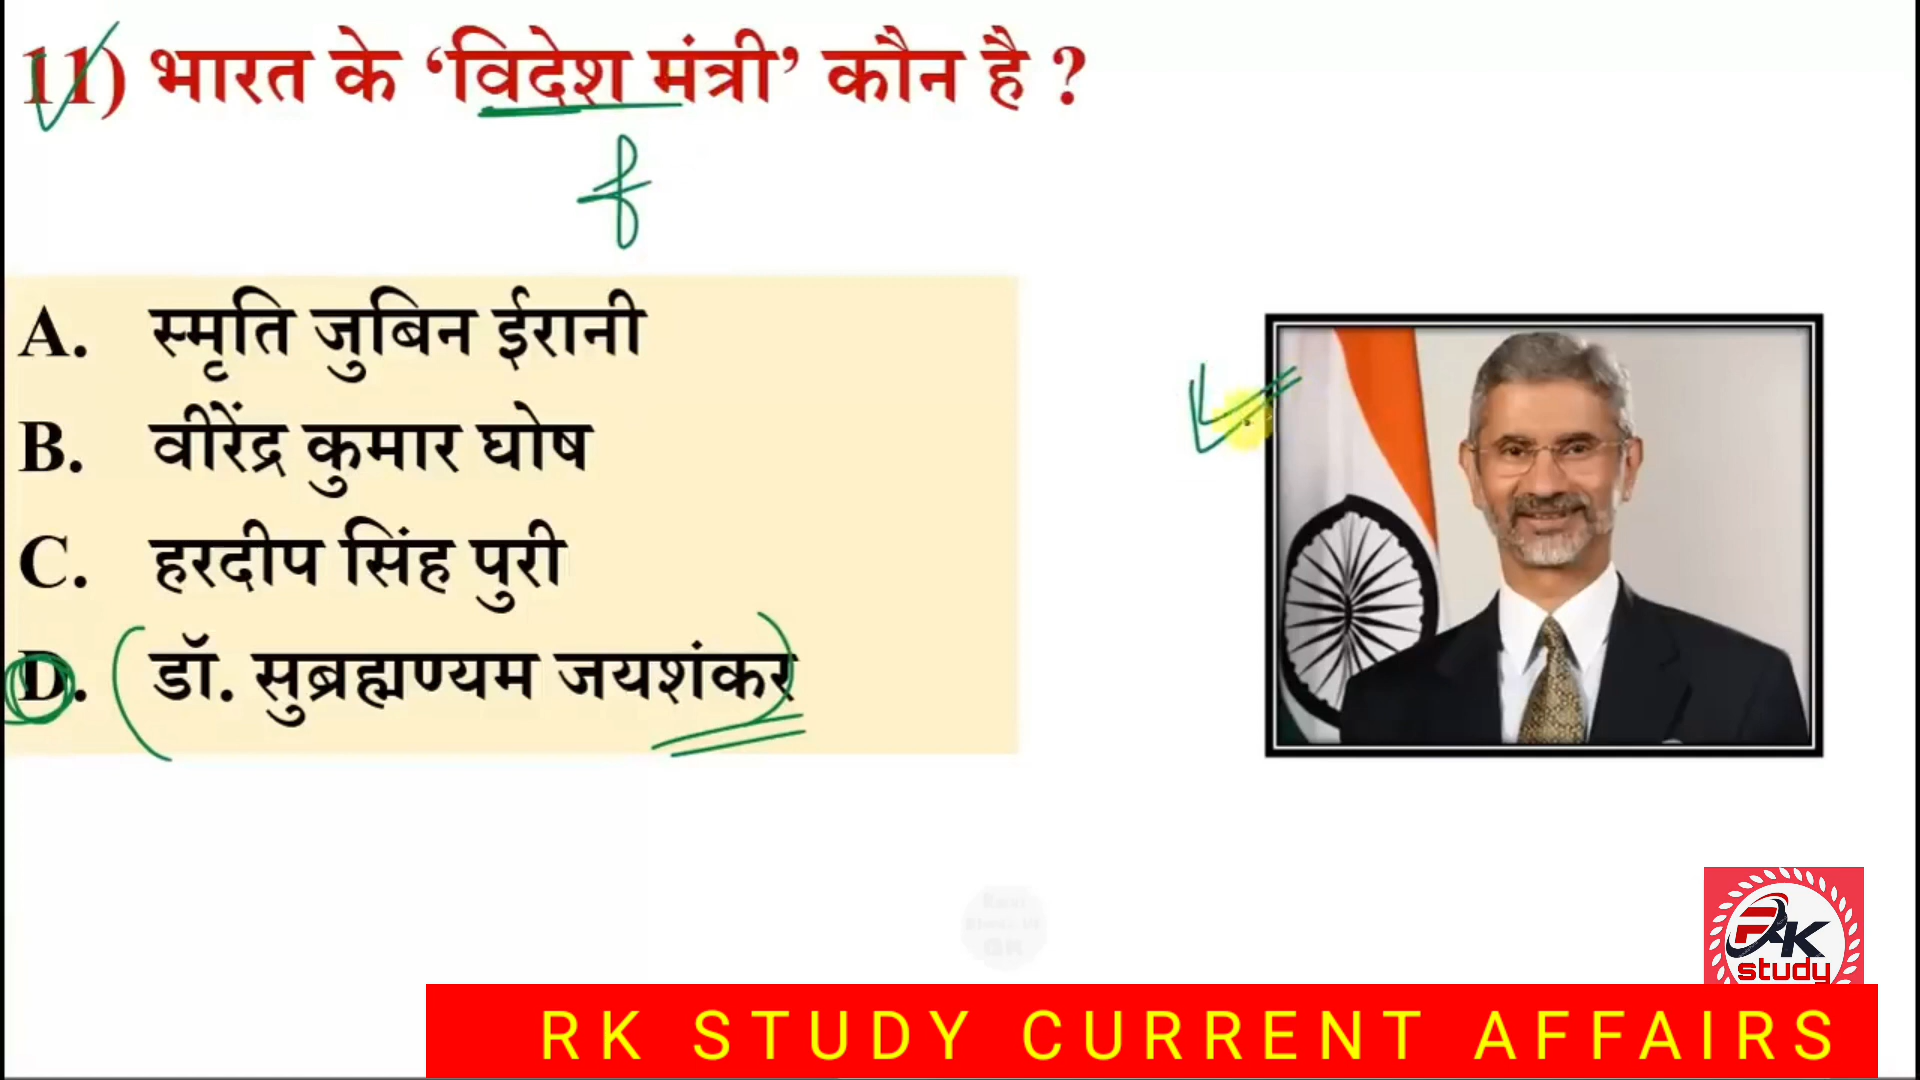 11) भारत के ‘विदेश मंत्री’ कौन है ?
f
A. स्मृति जुबिन ईरानी
B. वीरेंद्र कुमार घोष
C. हरदीप सिंह पुरी
D. डॉ. सुब्रह्मण्यम जयशंकर
RK
study
RK STUDY CURRENT AFFAIRS